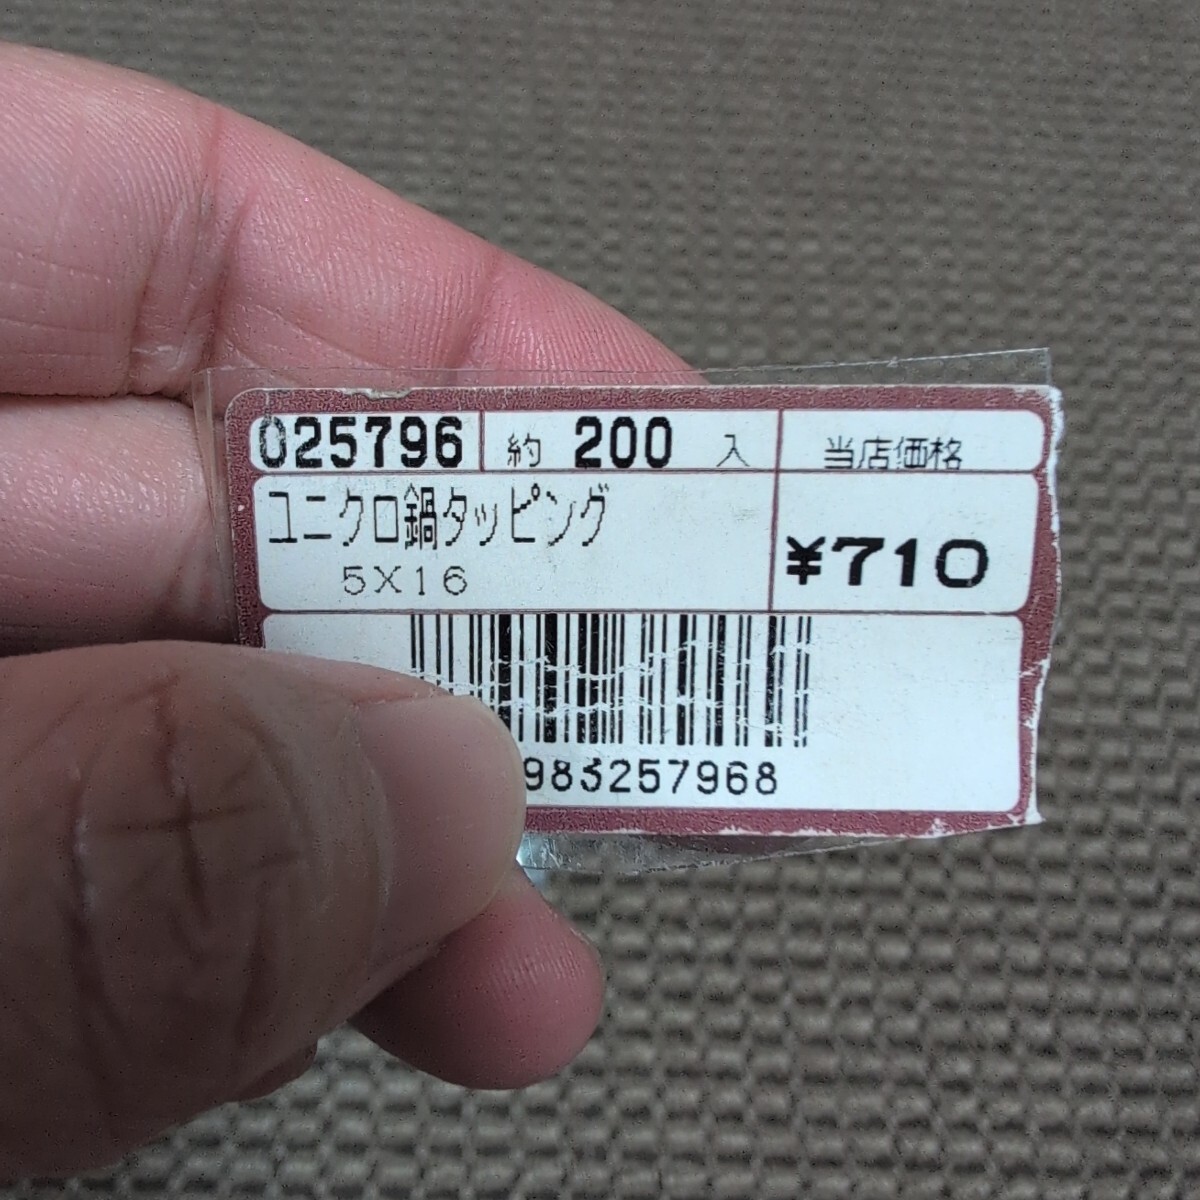 025796 約 200 入 当店価格
ユニクロ鍋タッピング
5X16
¥710
983257968